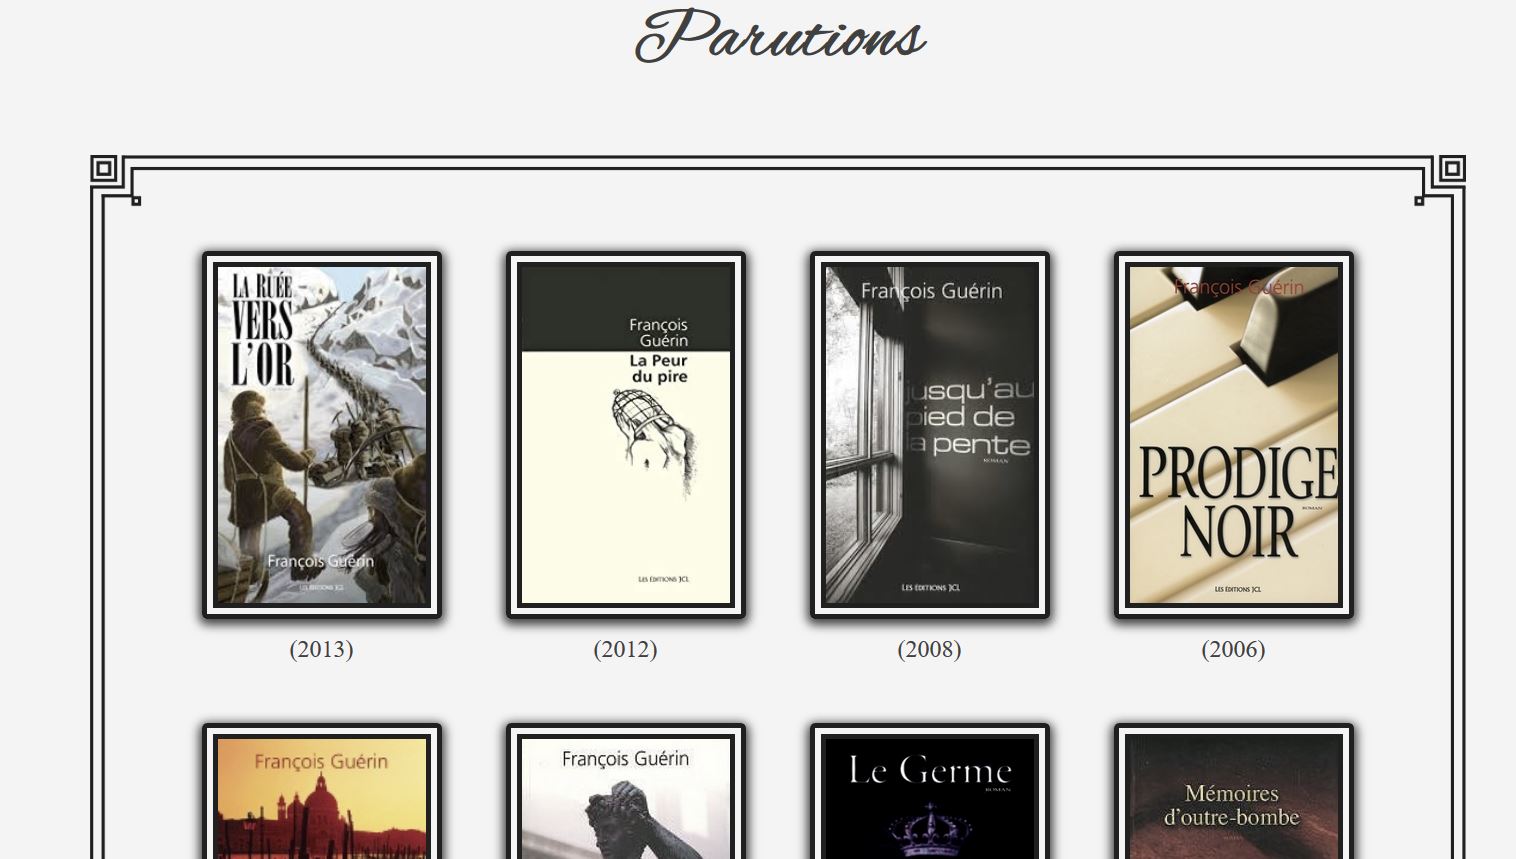 Parutions
LA RUÉE
VERS
L'OR
François Guérin
LES ÉDITIONS JCL
(2013)
François
Guérin
La Peur
du pire
LES ÉDITIONS JCL
(2012)
François Guérin
jusqu'au
pied de
la pente
ROMAN
LES ÉDITIONS JCL
(2008)
François Guérin
PRODIGE
ROMAN
NOIR
LES ÉDITIONS JCL
(2006)
François Guérin
François Guérin
Le Germe
ROMAN
Mémoires
d'outre-bombe